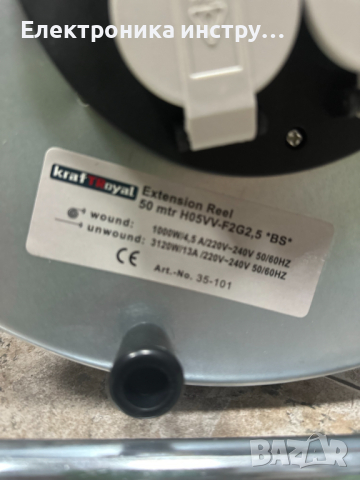 Електроника инстру...
krafTRoyal
Extension Reel
50 mtr H05VV-F2G2,5 *BS*
wound: 1000W/4,5 A/220V~240V 50/60HZ
unwound: 3120W/13A /220V~240V 50/60HZ
CE
Art.-No. 35-101
BAZAR